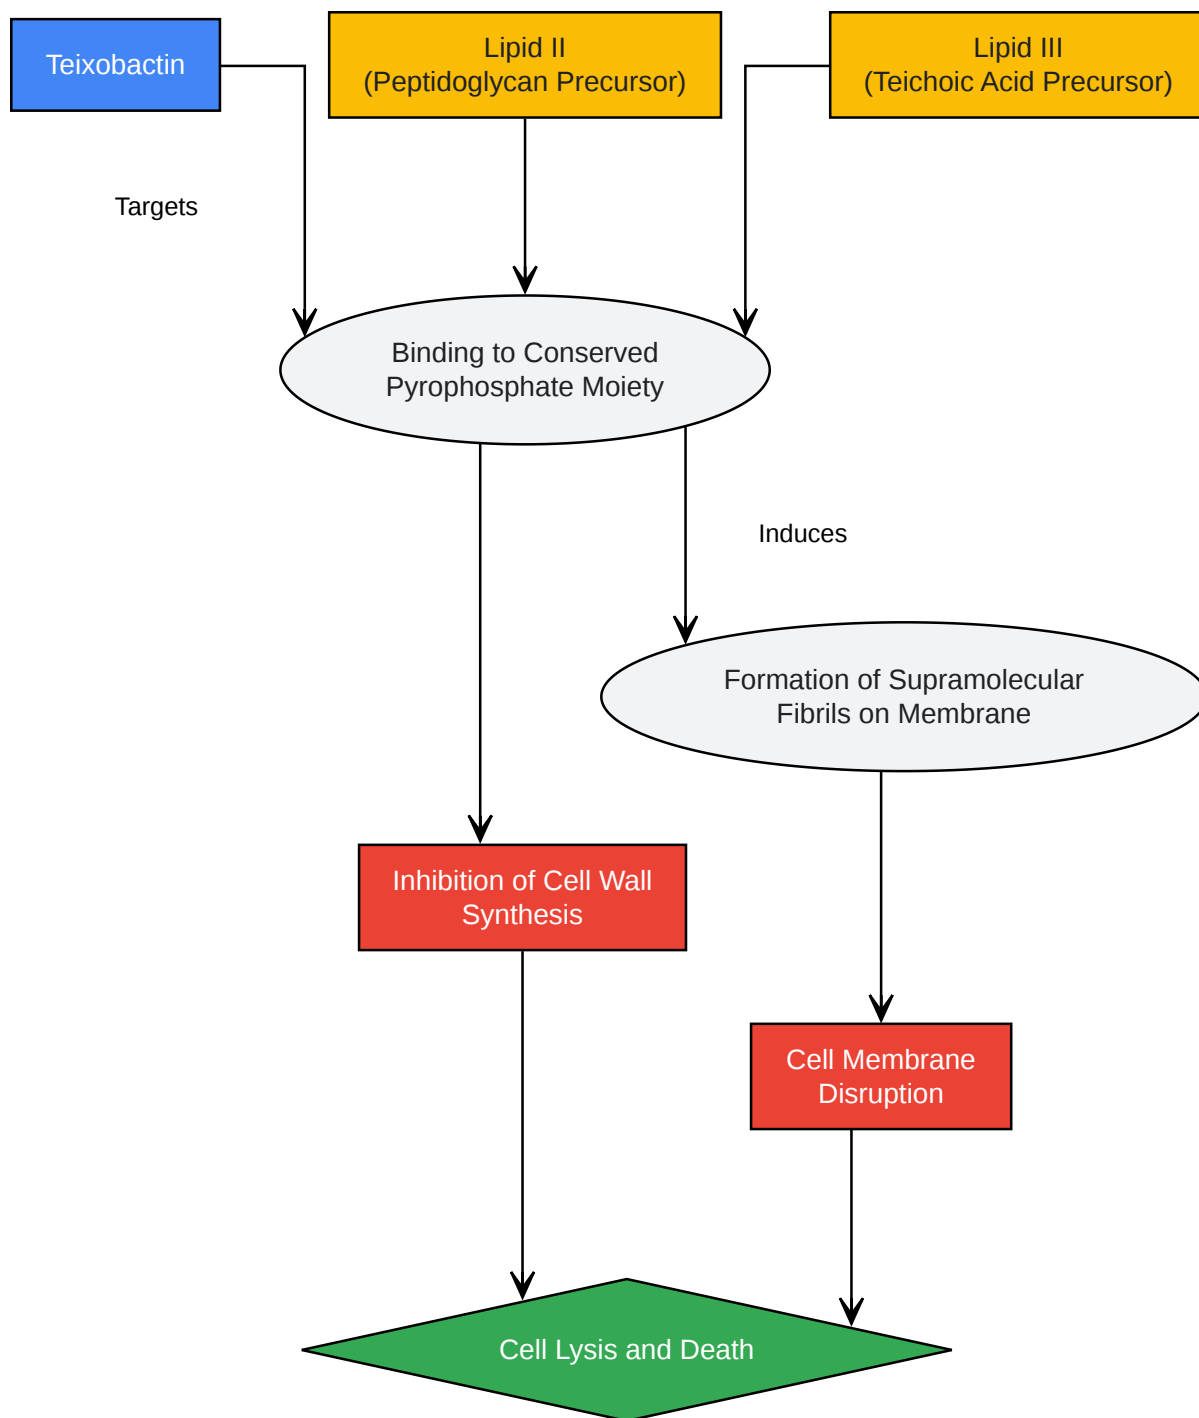 Teixobactin
Lipid II
(Peptidoglycan Precursor)
Lipid III
(Teichoic Acid Precursor)
Targets
Binding to Conserved
Pyrophosphate Moiety
Induces
Formation of Supramolecular
Fibrils on Membrane
Inhibition of Cell Wall
Synthesis
Cell Membrane
Disruption
Cell Lysis and Death